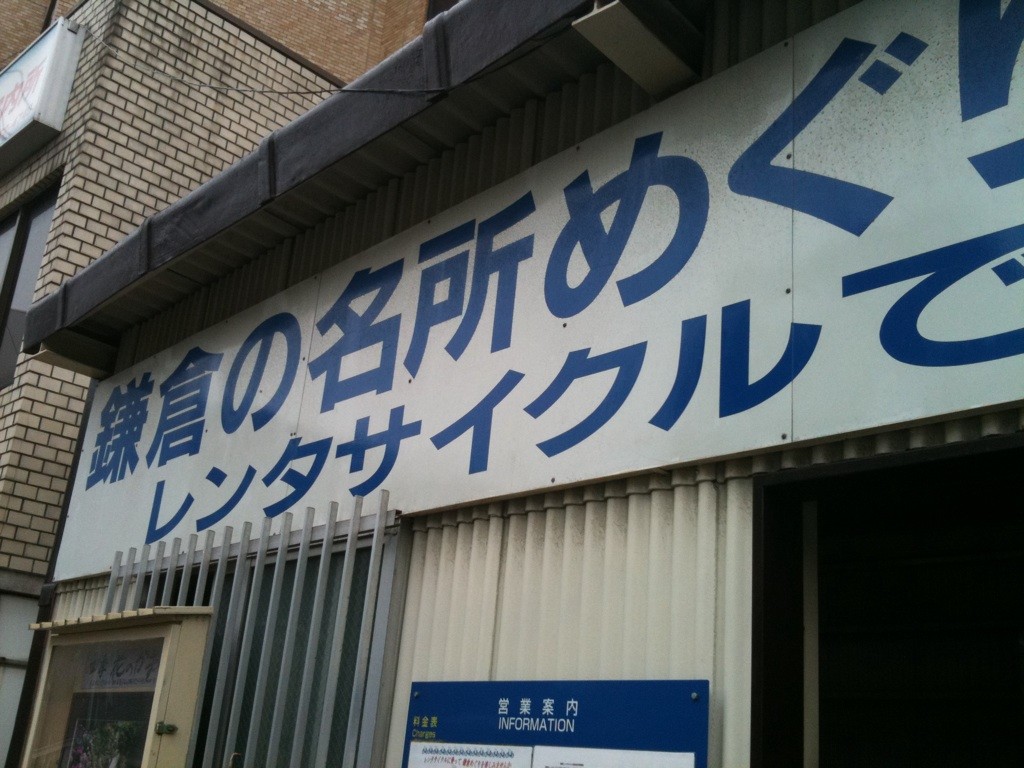 鎌倉の名所めぐり
レンタサイクルで
営業案内
INFORMATION
料金表
Charges